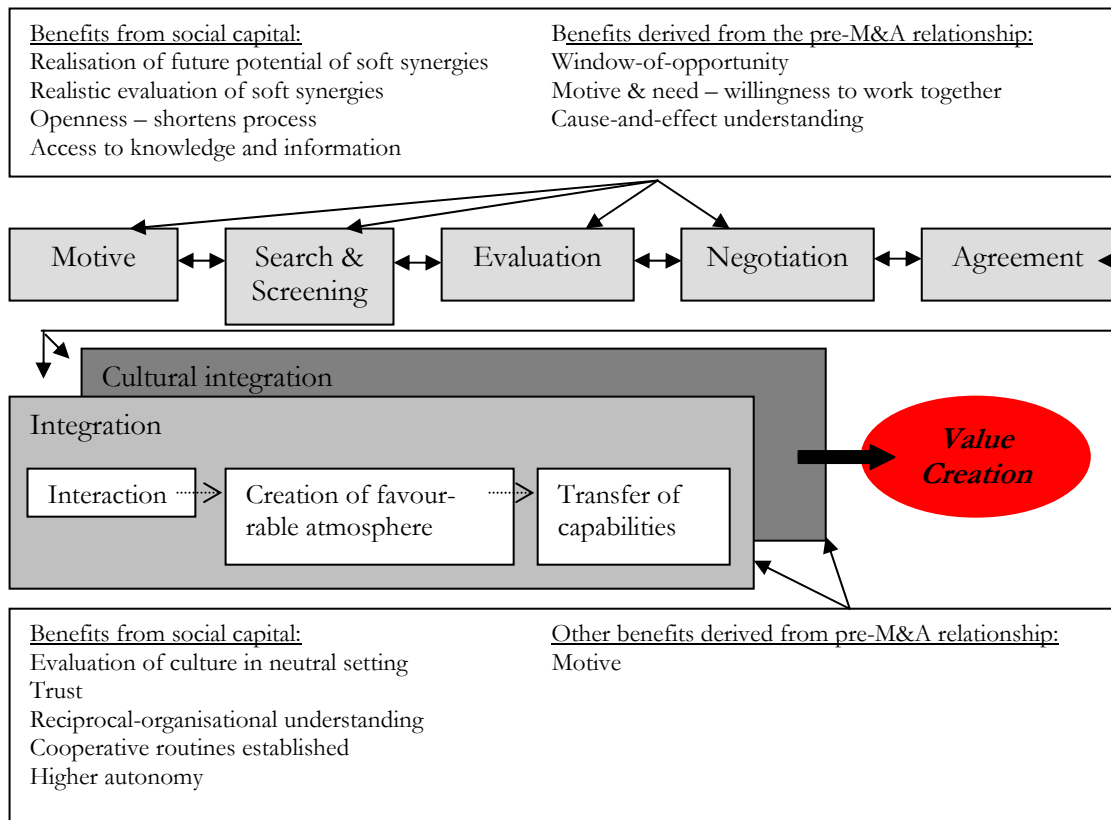 Benefits from social capital:
Realisation of future potential of soft synergies
Realistic evaluation of soft synergies
Openness – shortens process
Access to knowledge and information
Benefits derived from the pre-M&A relationship:
Window-of-opportunity
Motive & need – willingness to work together
Cause-and-effect understanding
Motive
Search &
Screening
Evaluation
Negotiation
Agreement
Cultural integration
Integration
Interaction
Creation of favour-
rable atmosphere
Transfer of
capabilities
Value
Creation
Benefits from social capital:
Evaluation of culture in neutral setting
Trust
Reciprocal-organisational understanding
Cooperative routines established
Higher autonomy
Other benefits derived from pre-M&A relationship:
Motive